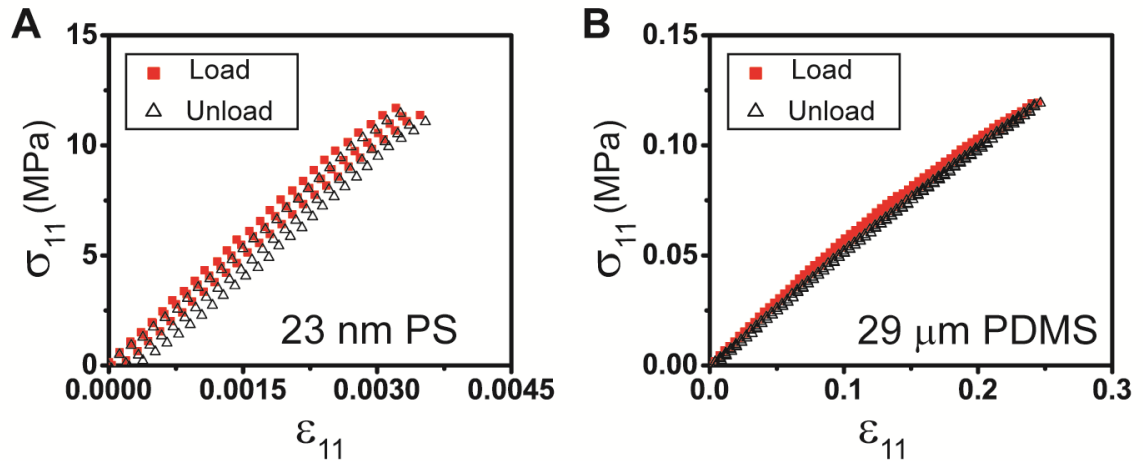 A
15
10
5
0
σ11 (MPa)
Load
Unload
23 nm PS
0.0000
0.0015
0.0030
0.0045
ε11
B
0.15
0.10
0.05
0.00
σ11 (MPa)
Load
Unload
29 μm PDMS
0.0
0.1
0.2
0.3
ε11